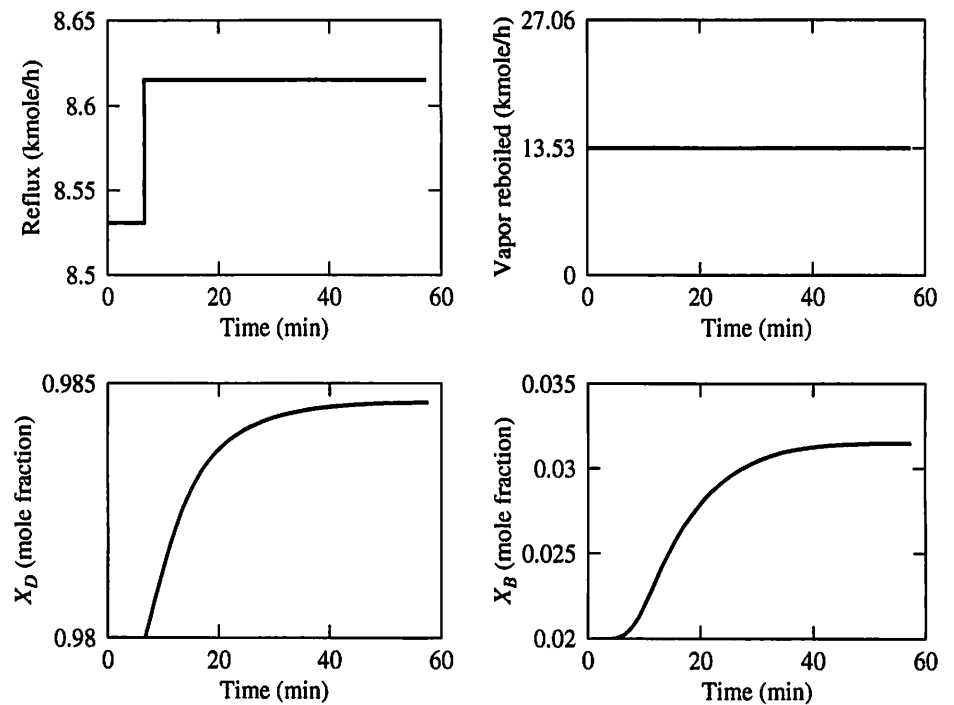 Reflux (kmole/h)
8.65
8.6
8.55
8.5
0 20 40 60
Time (min)
Vapor reboiled (kmole/h)
27.06
13.53
0
0 20 40 60
Time (min)
X_D (mole fraction)
0.985
0.98
0 20 40 60
Time (min)
X_B (mole fraction)
0.035
0.03
0.025
0.02
0 20 40 60
Time (min)